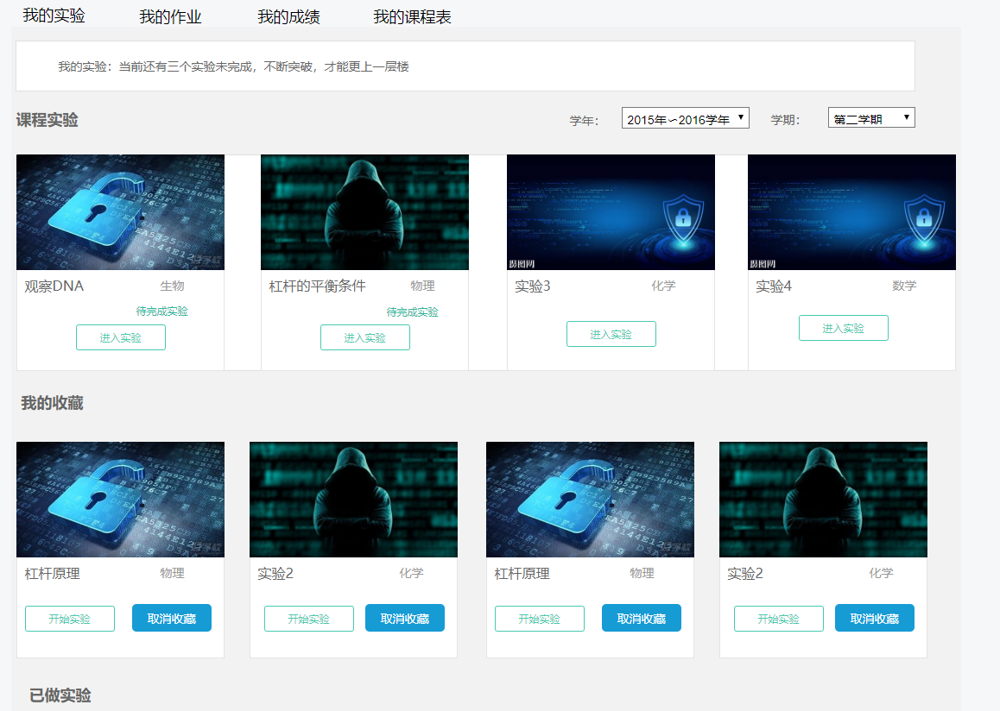 我的实验 我的作业 我的成绩 我的课程表
我的实验：当前还有三个实验未完成，不断突破，才能更上一层楼
课程实验 学年： 2015年~2016学年 学期： 第二学期
观察DNA 生物 杠杆的平衡条件 物理 实验3 化学 实验4 数学
待完成实验 待完成实验
进入实验 进入实验 进入实验 进入实验
我的收藏
杠杆原理 物理 实验2 化学 杠杆原理 物理 实验2 化学
开始实验 取消收藏 开始实验 取消收藏 开始实验 取消收藏 开始实验 取消收藏
已做实验